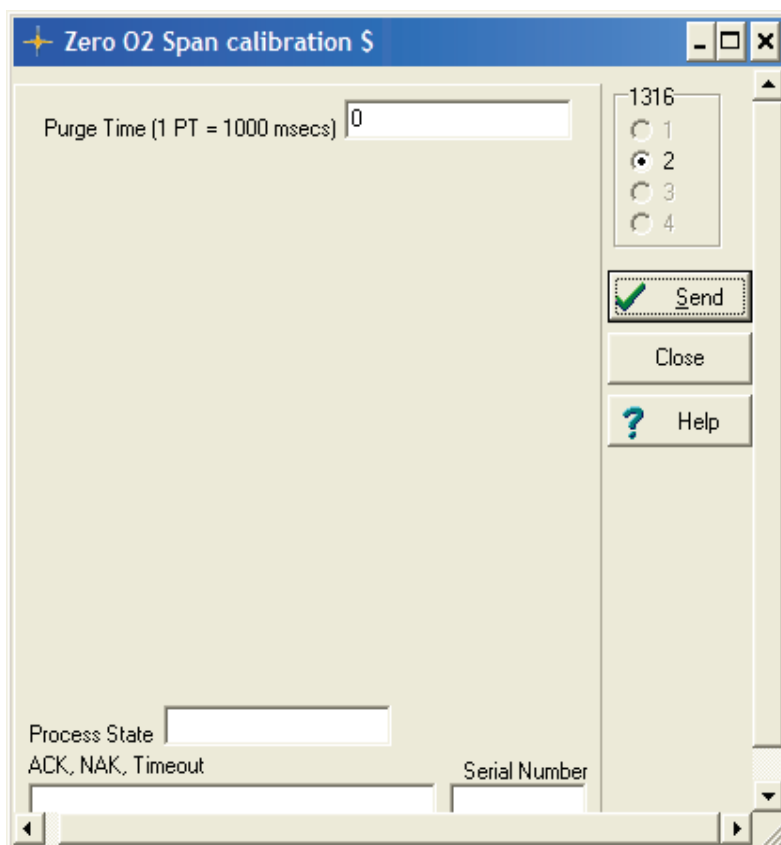 Zero O2 Span calibration $
Purge Time (1 PT = 1000 msecs) 0
1316
1
2
3
4
Send
Close
? Help
Process State
ACK, NAK, Timeout
Serial Number